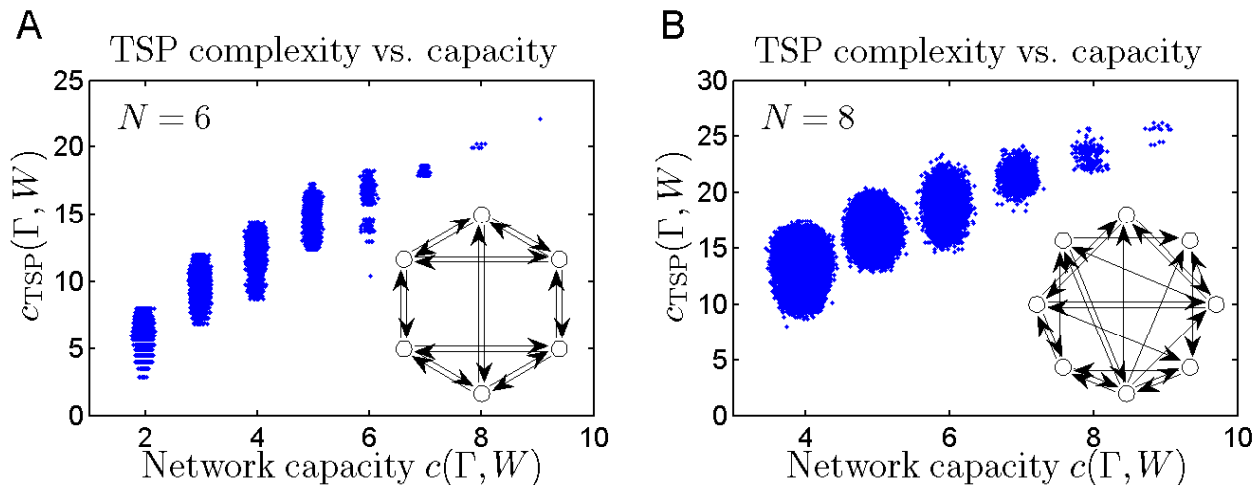 A
TSP complexity vs. capacity
25
20
15
10
5
0
c_TSP(Γ, W)
N = 6
2 4 6 8 10
Network capacity c(Γ, W)
B
TSP complexity vs. capacity
30
25
20
15
10
5
0
c_TSP(Γ, W)
N = 8
4 6 8 10
Network capacity c(Γ, W)